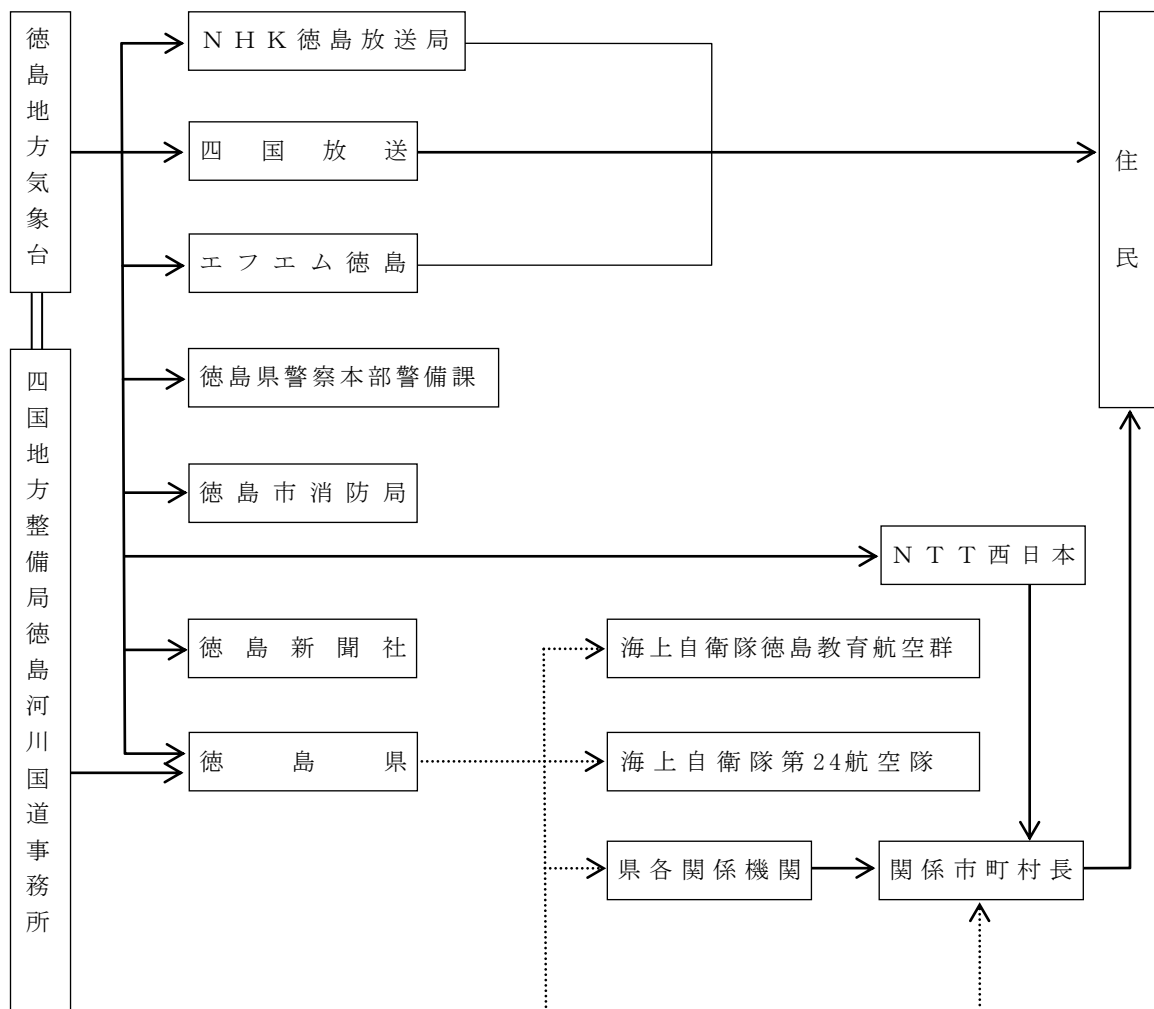 徳島地方気象台
四国地方整備局徳島河川国道事務所
NHK徳島放送局
四国放送
エフエム徳島
徳島県警察本部警備課
徳島市消防局
NTT西日本
徳島新聞社
徳島県
海上自衛隊徳島教育航空群
海上自衛隊第24航空隊
県各関係機関
関係市町村長
住民